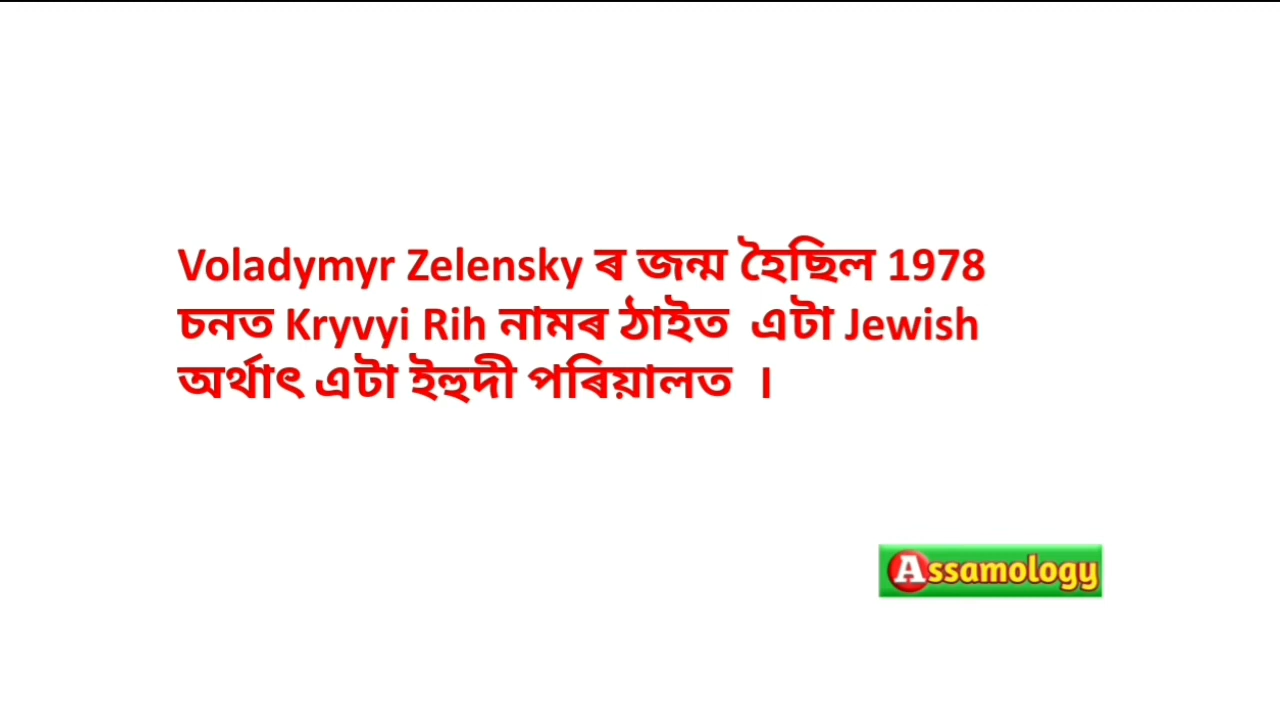 Voladymyr Zelensky ৰ জন্ম হৈছিল 1978
চনত Kryvyi Rih নামৰ ঠাইত এটা Jewish
অৰ্থাৎ এটা ইহুদী পৰিয়ালত ।
Assamology